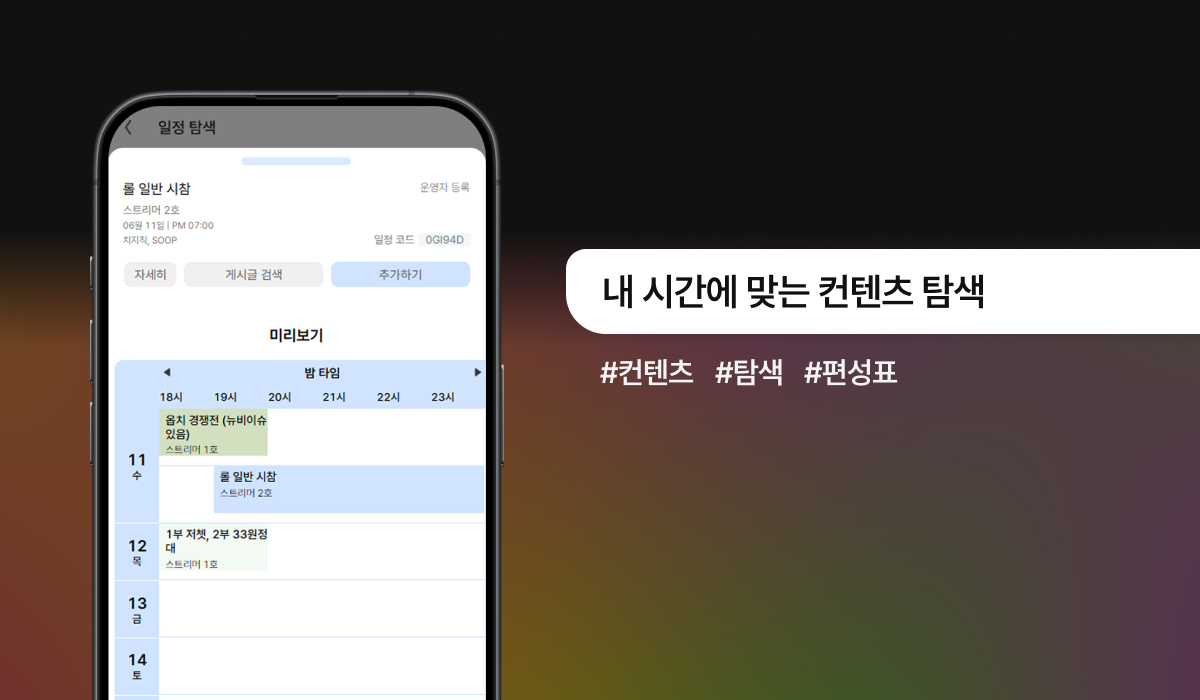 일정 탐색
롤 일반 시참
운영자 등록
스트리머 2호
06월 11일 | PM 07:00
치지직, SOOP
일정 코드 0GI94D
자세히 게시글 검색 추가하기
미리보기
밤 타임
18시 19시 20시 21시 22시 23시
옵치 경쟁전 (뉴비이슈
있음)
스트리머 1호
11
수
롤 일반 시참
스트리머 2호
12
목
1부 저챗, 2부 33원정
대
스트리머 1호
13
금
14
토
내 시간에 맞는 컨텐츠 탐색
#컨텐츠 #탐색 #편성표